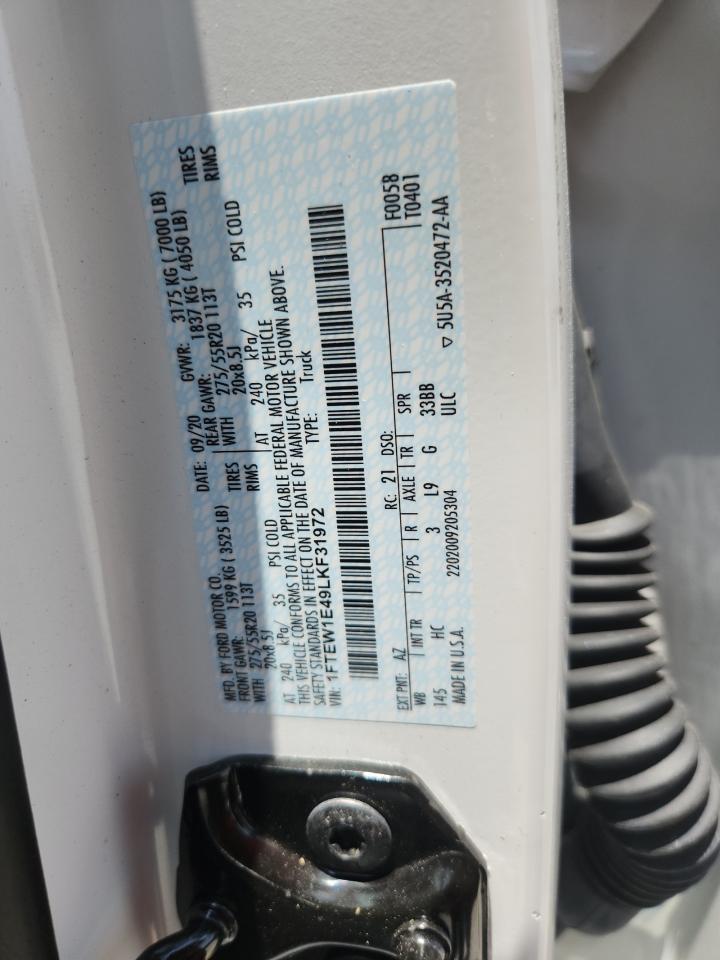 MFD. BY FORD MOTOR CO. DATE: 09/20 GVWR: 3175 KG ( 7000 LB)
FRONT GAWR: 1599 KG ( 3525 LB) REAR GAWR: 1837 KG ( 4050 LB)
WITH 275/55R20 113T TIRES WITH 275/55R20 113T TIRES
20x8.5J RIMS 20x8.5J RIMS
AT 240 kPa/ 35 PSI COLD AT 240 kPa/ 35 PSI COLD
THIS VEHICLE CONFORMS TO ALL APPLICABLE FEDERAL MOTOR VEHICLE
SAFETY STANDARDS IN EFFECT ON THE DATE OF MANUFACTURE SHOWN ABOVE.
VIN: 1FTEW1E49LKF31972 TYPE: Truck
F0058
EXT PNT: AZ RC: 21 DSO: T0401
WB INT TR TP/PS R AXLE TR SPR
145 HC 3 L9 G 33BB
MADE IN U.S.A. 2202009205304 ULC ▽ 5U5A-3520472-AA